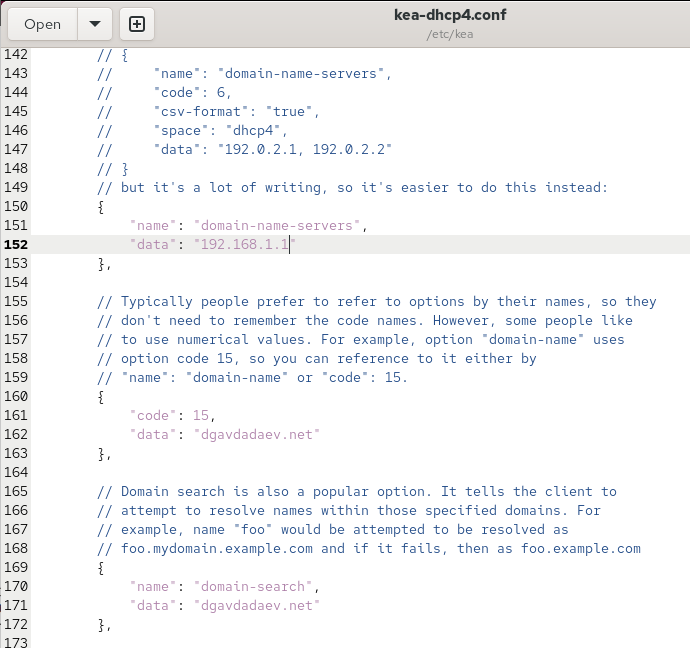 Open
kea-dhcp4.conf
/etc/kea
142 // {
143 //     "name": "domain-name-servers",
144 //     "code": 6,
145 //     "csv-format": "true",
146 //     "space": "dhcp4",
147 //     "data": "192.0.2.1, 192.0.2.2"
148 // }
149 // but it's a lot of writing, so it's easier to do this instead:
150 {
151     "name": "domain-name-servers",
152     "data": "192.168.1.1"
153 },
154
155 // Typically people prefer to refer to options by their names, so they
156 // don't need to remember the code names. However, some people like
157 // to use numerical values. For example, option "domain-name" uses
158 // option code 15, so you can reference to it either by
159 // "name": "domain-name" or "code": 15.
160 {
161     "code": 15,
162     "data": "dgavdadaev.net"
163 },
164
165 // Domain search is also a popular option. It tells the client to
166 // attempt to resolve names within those specified domains. For
167 // example, name "foo" would be attempted to be resolved as
168 // foo.mydomain.example.com and if it fails, then as foo.example.com
169 {
170     "name": "domain-search",
171     "data": "dgavdadaev.net"
172 },
173